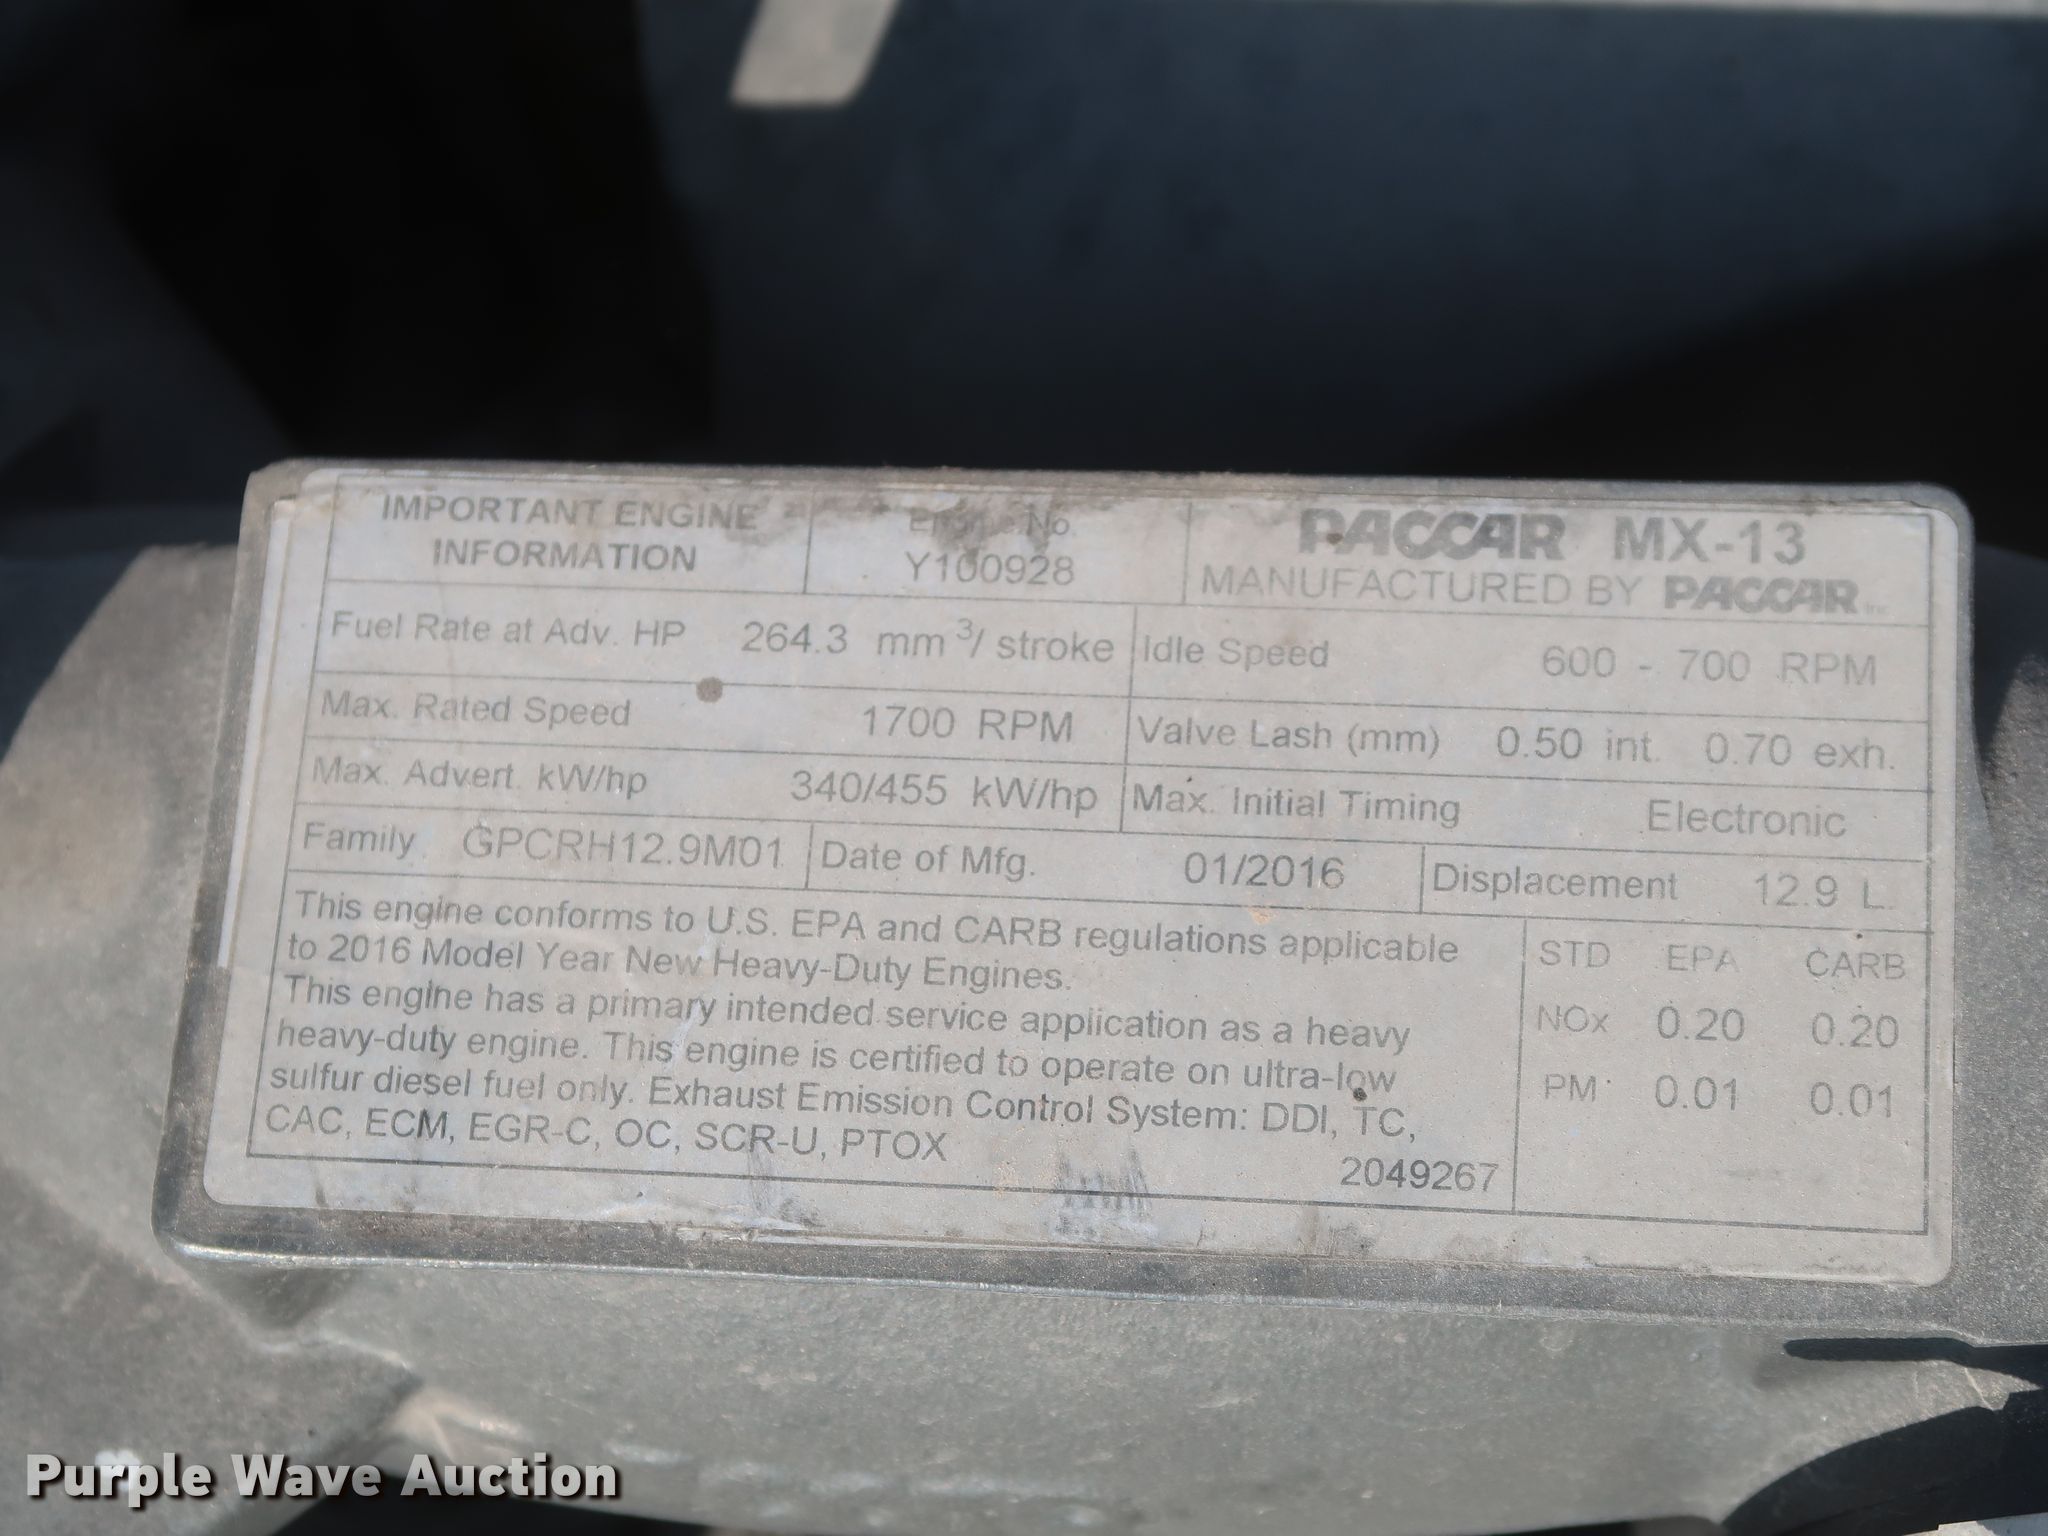 IMPORTANT ENGINE
INFORMATION
Engine No.
Y100928
PACCAR MX-13
MANUFACTURED BY PACCAR Inc.
Fuel Rate at Adv. HP 264.3 mm³/ stroke
Idle Speed 600 - 700 RPM
Max. Rated Speed 1700 RPM
Valve Lash (mm) 0.50 int. 0.70 exh.
Max. Advert. kW/hp 340/455 kW/hp
Max. Initial Timing Electronic
Family GPCRH12.9M01
Date of Mfg. 01/2016
Displacement 12.9 L.
This engine conforms to U.S. EPA and CARB regulations applicable
to 2016 Model Year New Heavy-Duty Engines.
This engine has a primary intended service application as a heavy
heavy-duty engine. This engine is certified to operate on ultra-low
sulfur diesel fuel only. Exhaust Emission Control System: DDI, TC,
CAC, ECM, EGR-C, OC, SCR-U, PTOX
2049267
STD EPA CARB
NOx 0.20 0.20
PM 0.01 0.01
Purple Wave Auction